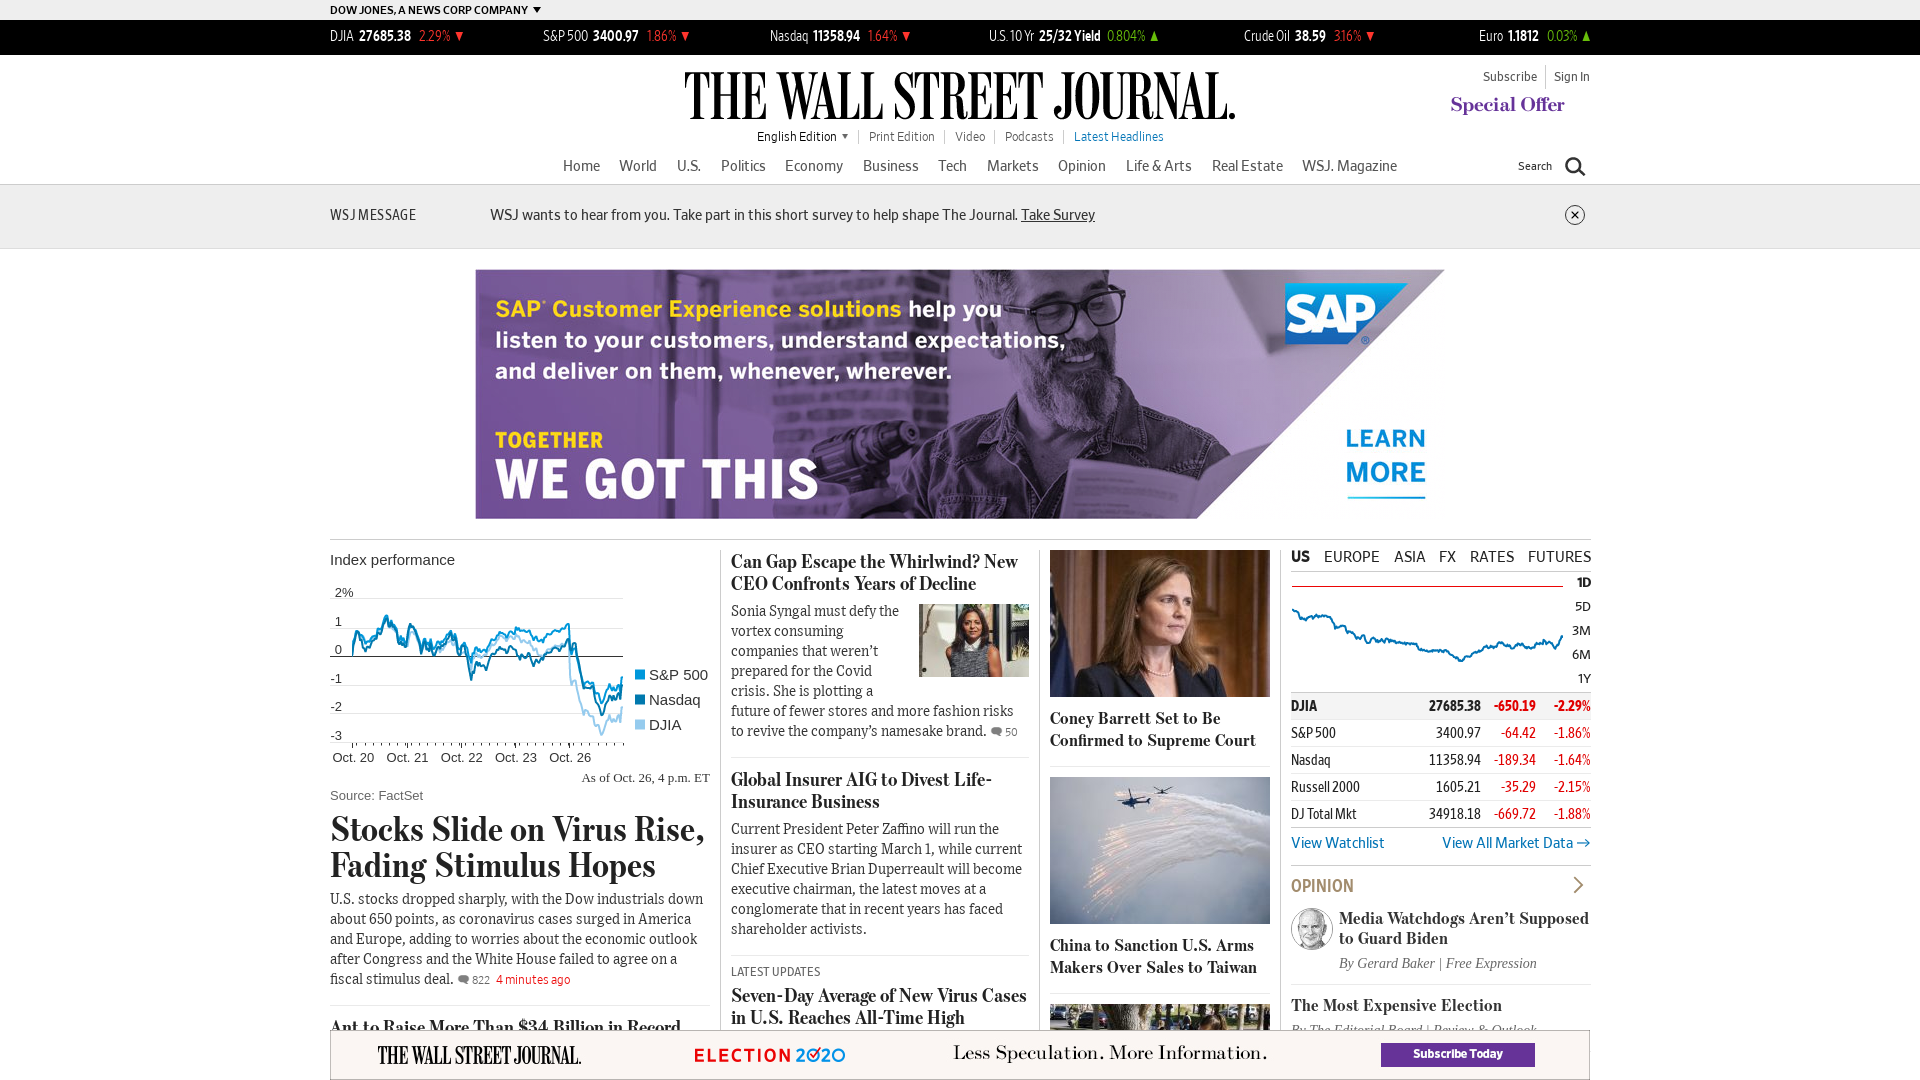 DOW JONES, A NEWS CORP COMPANY
DJIA 27685.38 2.29% S&P 500 3400.97 1.86% Nasdaq 11358.94 1.64% U.S. 10 Yr 25/32 Yield 0.804% Crude Oil 38.59 3.16% Euro 1.1812 0.03%
Subscribe Sign In
THE WALL STREET JOURNAL.
Special Offer
English Edition Print Edition Video Podcasts Latest Headlines
Home World U.S. Politics Economy Business Tech Markets Opinion Life & Arts Real Estate WSJ. Magazine Search
WSJ MESSAGE WSJ wants to hear from you. Take part in this short survey to help shape The Journal. Take Survey
SAP® Customer Experience solutions help you
listen to your customers, understand expectations,
and deliver on them, whenever, wherever.
SAP®
TOGETHER
WE GOT THIS
LEARN
MORE
Index performance
2%
1
0
-1
-2
-3
S&P 500
Nasdaq
DJIA
Oct. 20 Oct. 21 Oct. 22 Oct. 23 Oct. 26
As of Oct. 26, 4 p.m. ET
Source: FactSet
Stocks Slide on Virus Rise,
Fading Stimulus Hopes
U.S. stocks dropped sharply, with the Dow industrials down
about 650 points, as coronavirus cases surged in America
and Europe, adding to worries about the economic outlook
after Congress and the White House failed to agree on a
fiscal stimulus deal. 822 4 minutes ago
Ant to Raise More Than $34 Billion in Record
Can Gap Escape the Whirlwind? New
CEO Confronts Years of Decline
Sonia Syngal must defy the
vortex consuming
companies that weren’t
prepared for the Covid
crisis. She is plotting a
future of fewer stores and more fashion risks
to revive the company’s namesake brand. 50
Global Insurer AIG to Divest Life-
Insurance Business
Current President Peter Zaffino will run the
insurer as CEO starting March 1, while current
Chief Executive Brian Duperreault will become
executive chairman, the latest moves at a
conglomerate that in recent years has faced
shareholder activists.
LATEST UPDATES
Seven-Day Average of New Virus Cases
in U.S. Reaches All-Time High
Coney Barrett Set to Be
Confirmed to Supreme Court
China to Sanction U.S. Arms
Makers Over Sales to Taiwan
US EUROPE ASIA FX RATES FUTURES
1D
5D
3M
6M
1Y
DJIA 27685.38 -650.19 -2.29%
S&P 500 3400.97 -64.42 -1.86%
Nasdaq 11358.94 -189.34 -1.64%
Russell 2000 1605.21 -35.29 -2.15%
DJ Total Mkt 34918.18 -669.72 -1.88%
View Watchlist View All Market Data
OPINION
Media Watchdogs Aren’t Supposed
to Guard Biden
By Gerard Baker | Free Expression
The Most Expensive Election
By The Editorial Board | Review & Outlook
THE WALL STREET JOURNAL. ELECTION 2020 Less Speculation. More Information. Subscribe Today